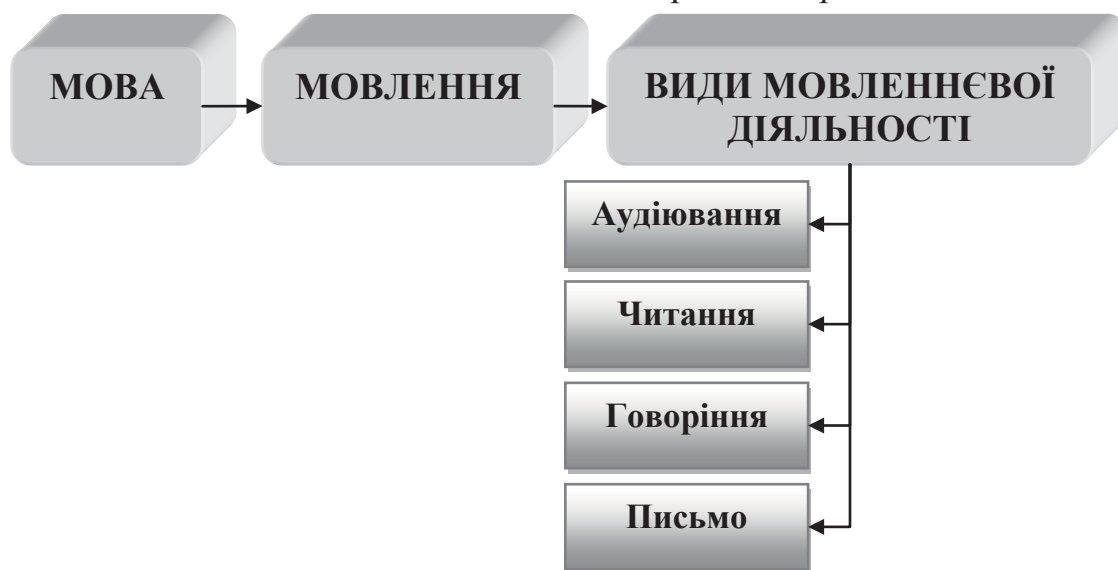 МОВА
МОВЛЕННЯ
ВИДИ МОВЛЕННЄВОЇ
ДІЯЛЬНОСТІ
Аудіювання
Читання
Говоріння
Письмо